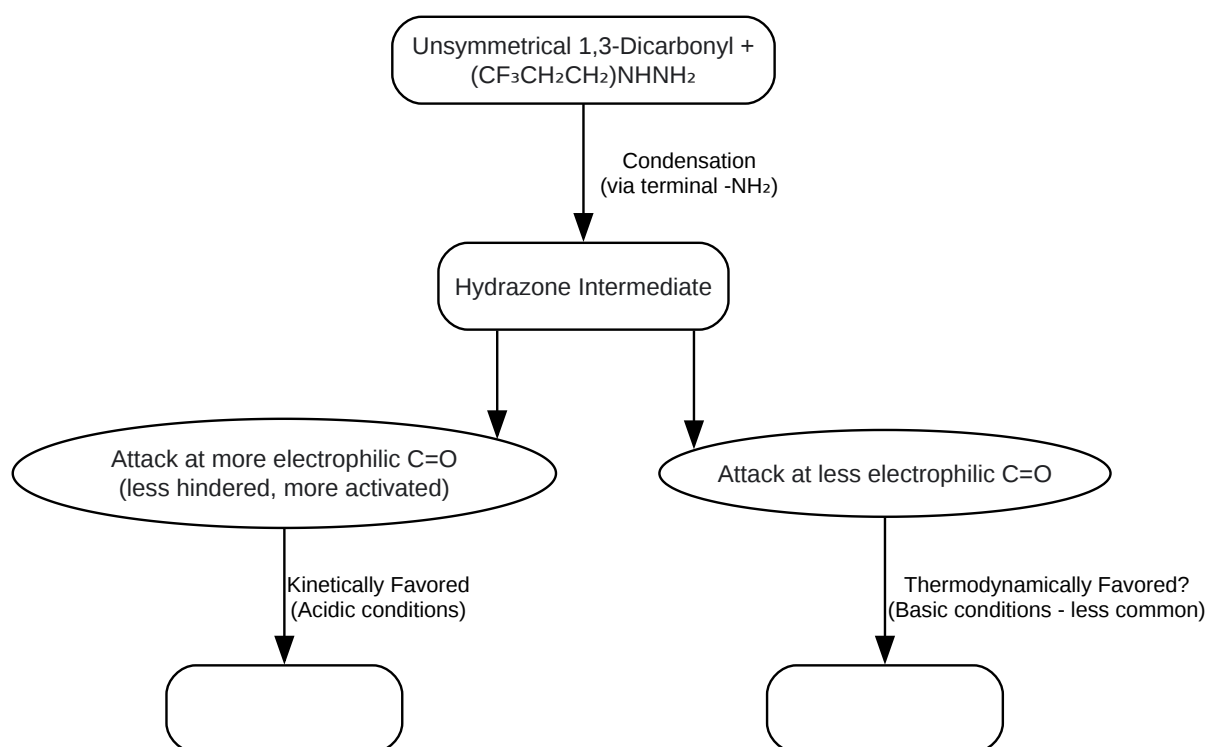 Unsymmetrical 1,3-Dicarbonyl +
(CF₃CH₂CH₂)NHNH₂
Condensation
(via terminal -NH₂)
Hydrazone Intermediate
Attack at more electrophilic C=O
(less hindered, more activated)
Attack at less electrophilic C=O
Kinetically Favored
(Acidic conditions)
Thermodynamically Favored?
(Basic conditions - less common)